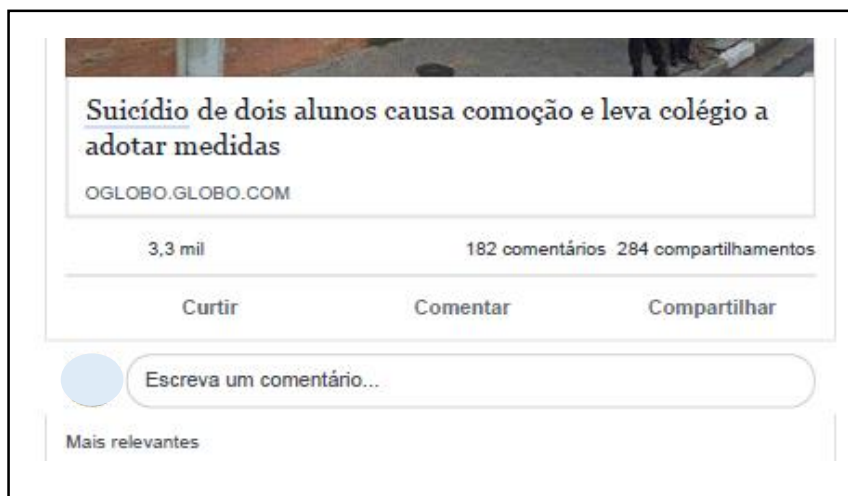 Suicídio de dois alunos causa comoção e leva colégio a
adotar medidas
OGLOBO.GLOBO.COM
3,3 mil 182 comentários 284 compartilhamentos
Curtir Comentar Compartilhar
Escreva um comentário...
Mais relevantes